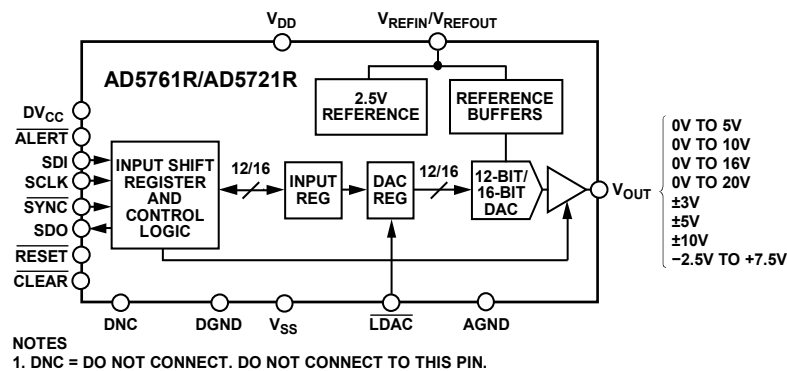 VDD
VREFIN/VREFOUT
AD5761R/AD5721R
2.5V
REFERENCE
REFERENCE
BUFFERS
DVCC
ALERT
SDI
SCLK
SYNC
SDO
RESET
CLEAR
INPUT SHIFT
REGISTER
AND
CONTROL
LOGIC
12/16
INPUT
REG
DAC
REG
12/16
12-BIT/
16-BIT
DAC
VOUT
0V TO 5V
0V TO 10V
0V TO 16V
0V TO 20V
±3V
±5V
±10V
−2.5V TO +7.5V
DNC
DGND
VSS
LDAC
AGND
NOTES
1. DNC = DO NOT CONNECT. DO NOT CONNECT TO THIS PIN.